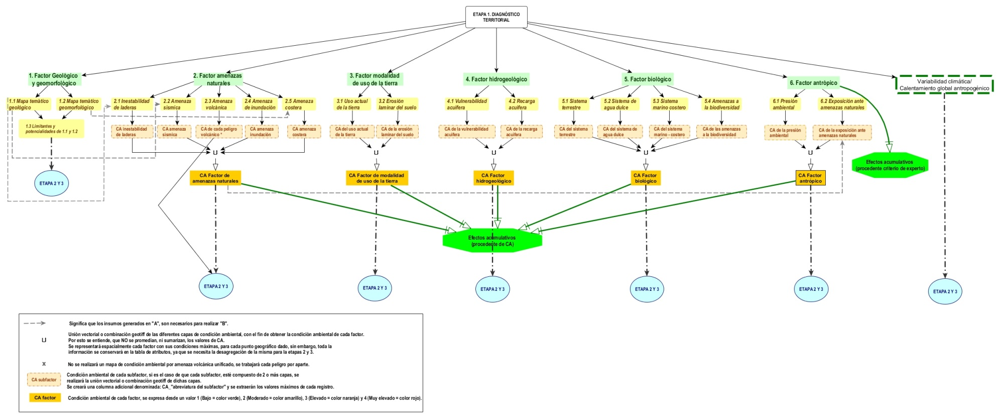 ETAPA 1. DIAGNÓSTICO
TERRITORIAL
1. Factor Geológico
y geomorfológico
2. Factor amenazas
naturales
3. Factor modalidad
de uso de la tierra
4. Factor hidrogeológico
5. Factor biológico
6. Factor antrópico
Variabilidad climática/
Calentamiento global antropogénico
1.1 Mapa temático
geológico
1.2 Mapa temático
geomorfológico
2.1 Inestabilidad
de laderas
2.2 Amenaza
sísmica
2.3 Amenaza
volcánica
2.4 Amenaza
de inundación
2.5 Amenaza
costera
3.1 Uso actual
de la tierra
3.2 Erosión
laminar del suelo
4.1 Vulnerabilidad
acuífera
4.2 Recarga
acuífera
5.1 Sistema
terrestre
5.2 Sistema de
agua dulce
5.3 Sistema
marino costero
5.4 Amenazas a
la biodiversidad
6.1 Presión
ambiental
6.2 Exposición ante
amenazas naturales
1.3 Limitantes y
potencialidades de 1.1 y 1.2
CA inestabilidad
de laderas
CA amenaza
sísmica
CA de cada peligro
volcánico *
CA amenaza
inundación
CA amenaza
costera
CA del uso actual
de la tierra
CA de la erosión
laminar del suelo
CA de la vulnerabilidad
acuífera
CA de la recarga
acuífera
CA del sistema
terrestre
CA del sistema de
agua dulce
CA del sistema
marino - costero
CA de las amenazas
a la biodiversidad
CA de la presión
ambiental
CA de la exposición ante
amenazas naturales
U
U
U
U
U
Efectos acumulativos
(procedente criterio de experto)
CA Factor de
amenazas naturales
CA Factor de modalidad
de uso de la tierra
CA Factor
hidrogeológico
CA Factor
biológico
CA Factor
antrópico
ETAPA 2 Y 3
Efectos acumulativos
(procedente de CA)
ETAPA 2 Y 3
ETAPA 2 Y 3
ETAPA 2 Y 3
ETAPA 2 Y 3
ETAPA 2 Y 3
ETAPA 2 Y 3
Significa que los insumos generados en "A", son necesarios para realizar "B".
U
Unión vectorial o combinación geotiff de las diferentes capas de condición ambiental, con el fin de obtener la condición ambiental de cada factor.
Por esto se entiende, que NO se promedian, ni sumarizan, los valores de CA.
Se representará espacialmente cada factor con sus condiciones máximas, para cada punto geográfico dado, sin embargo, toda la
información se conservará en la tabla de atributos, ya que se necesita la desagregación de la misma para la etapas 2 y 3.
x
No se realizará un mapa de condición ambiental por amenaza volcánica unificado, se trabajará cada peligro por aparte.
CA subfactor
Condición ambiental de cada subfactor, si es el caso de que cada subfactor, esté compuesto de 2 o más capas, se
realizará la unión vectorial o combinación geotiff de dichas capas.
Se creará una columna adicional denominada: CA_"abreviatura del subfactor" y se extraerán los valores máximos de cada registro.
CA factor
Condición ambiental de cada factor, se expresa desde un valor 1 (Bajo = color verde), 2 (Moderado = color amarillo), 3 (Elevado = color naranja) y 4 (Muy elevado = color rojo).